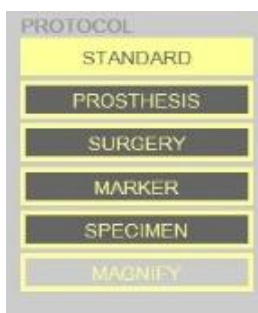 PROTOCOL
STANDARD
PROSTHESIS
SURGERY
MARKER
SPECIMEN
MAGNIFY